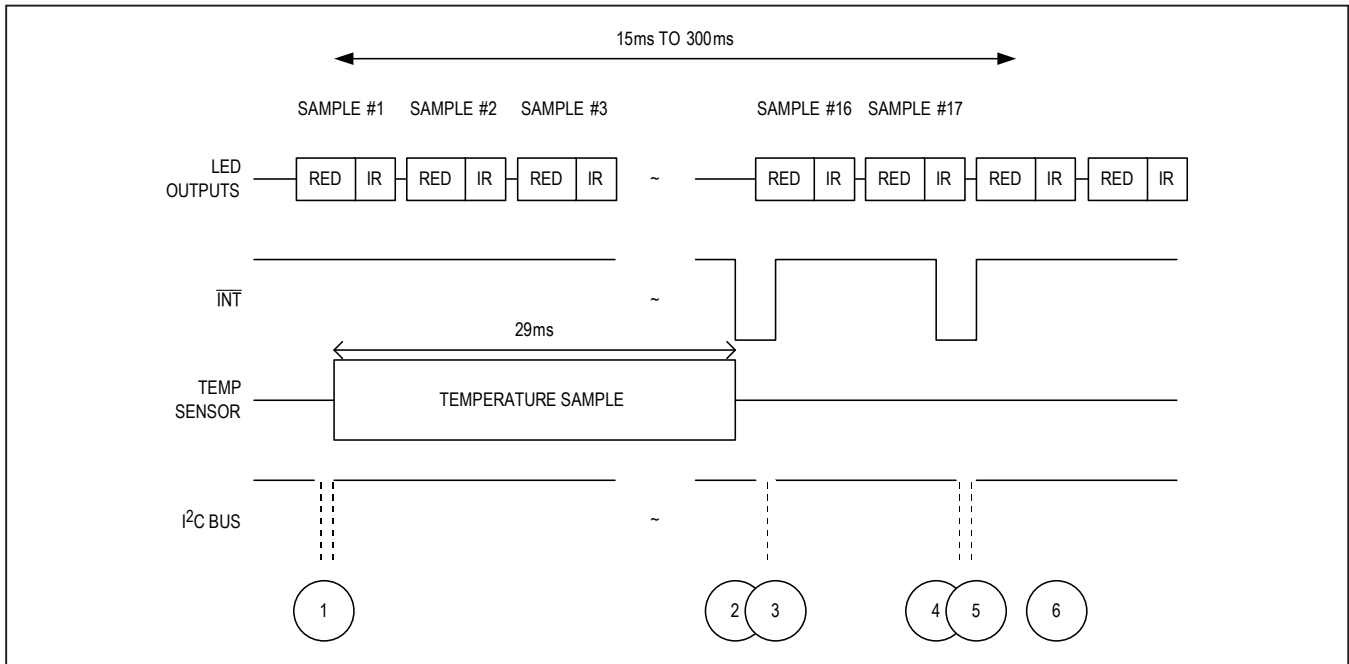 15ms TO 300ms
SAMPLE #1 SAMPLE #2 SAMPLE #3 SAMPLE #16 SAMPLE #17
LED
OUTPUTS
RED IR RED IR RED IR ~ RED IR RED IR RED IR RED IR
INT ~
29ms
TEMP
SENSOR
TEMPERATURE SAMPLE
I²C BUS ~
1 2 3 4 5 6